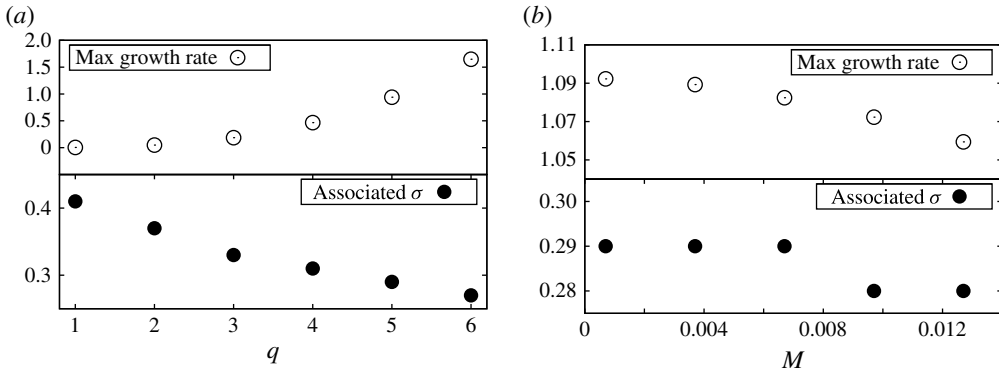 (a)
2.0
Max growth rate
1.5
1.0
0.5
0
Associated σ
0.4
0.3
1 2 3 4 5 6
q
(b)
1.11
Max growth rate
1.09
1.07
1.05
0.30
Associated σ
0.29
0.28
0 0.004 0.008 0.012
M